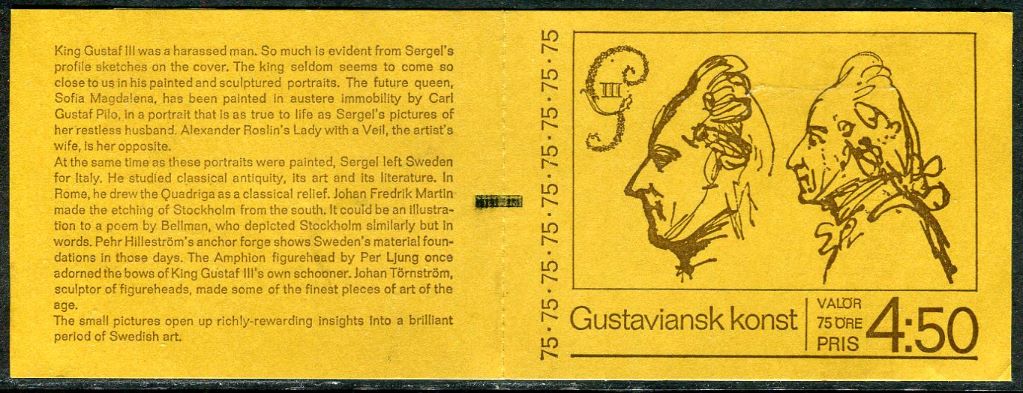 King Gustaf III was a harassed man. So much is evident from Sergel's
profile sketches on the cover. The king seldom seems to come so
close to us in his painted and sculptured portraits. The future queen,
Sofia Magdalena, has been painted in austere immobility by Carl
Gustaf Pilo, in a portrait that is as true to life as Sergel's pictures of
her restless husband. Alexander Roslin's Lady with a Veil, the artist's
wife, is her opposite.
At the same time as these portraits were painted, Sergel left Sweden
for Italy. He studied classical antiquity, its art and its literature. In
Rome, he drew the Quadriga as a classical relief. Johan Fredrik Martin
made the etching of Stockholm from the south. It could be an illustra-
tion to a poem by Bellman, who depicted Stockholm similarly but in
words. Pehr Hilleström's anchor forge shows Sweden's material foun-
dations in those days. The Amphion figurehead by Per Ljung once
adorned the bows of King Gustaf III's own schooner. Johan Törnström,
sculptor of figureheads, made some of the finest pieces of art of the
age.
The small pictures open up richly-rewarding insights into a brilliant
period of Swedish art.
75·75·75·75·75·75·75·75
G III
Gustaviansk konst
VALÖR
75 ÖRE
PRIS
4:50